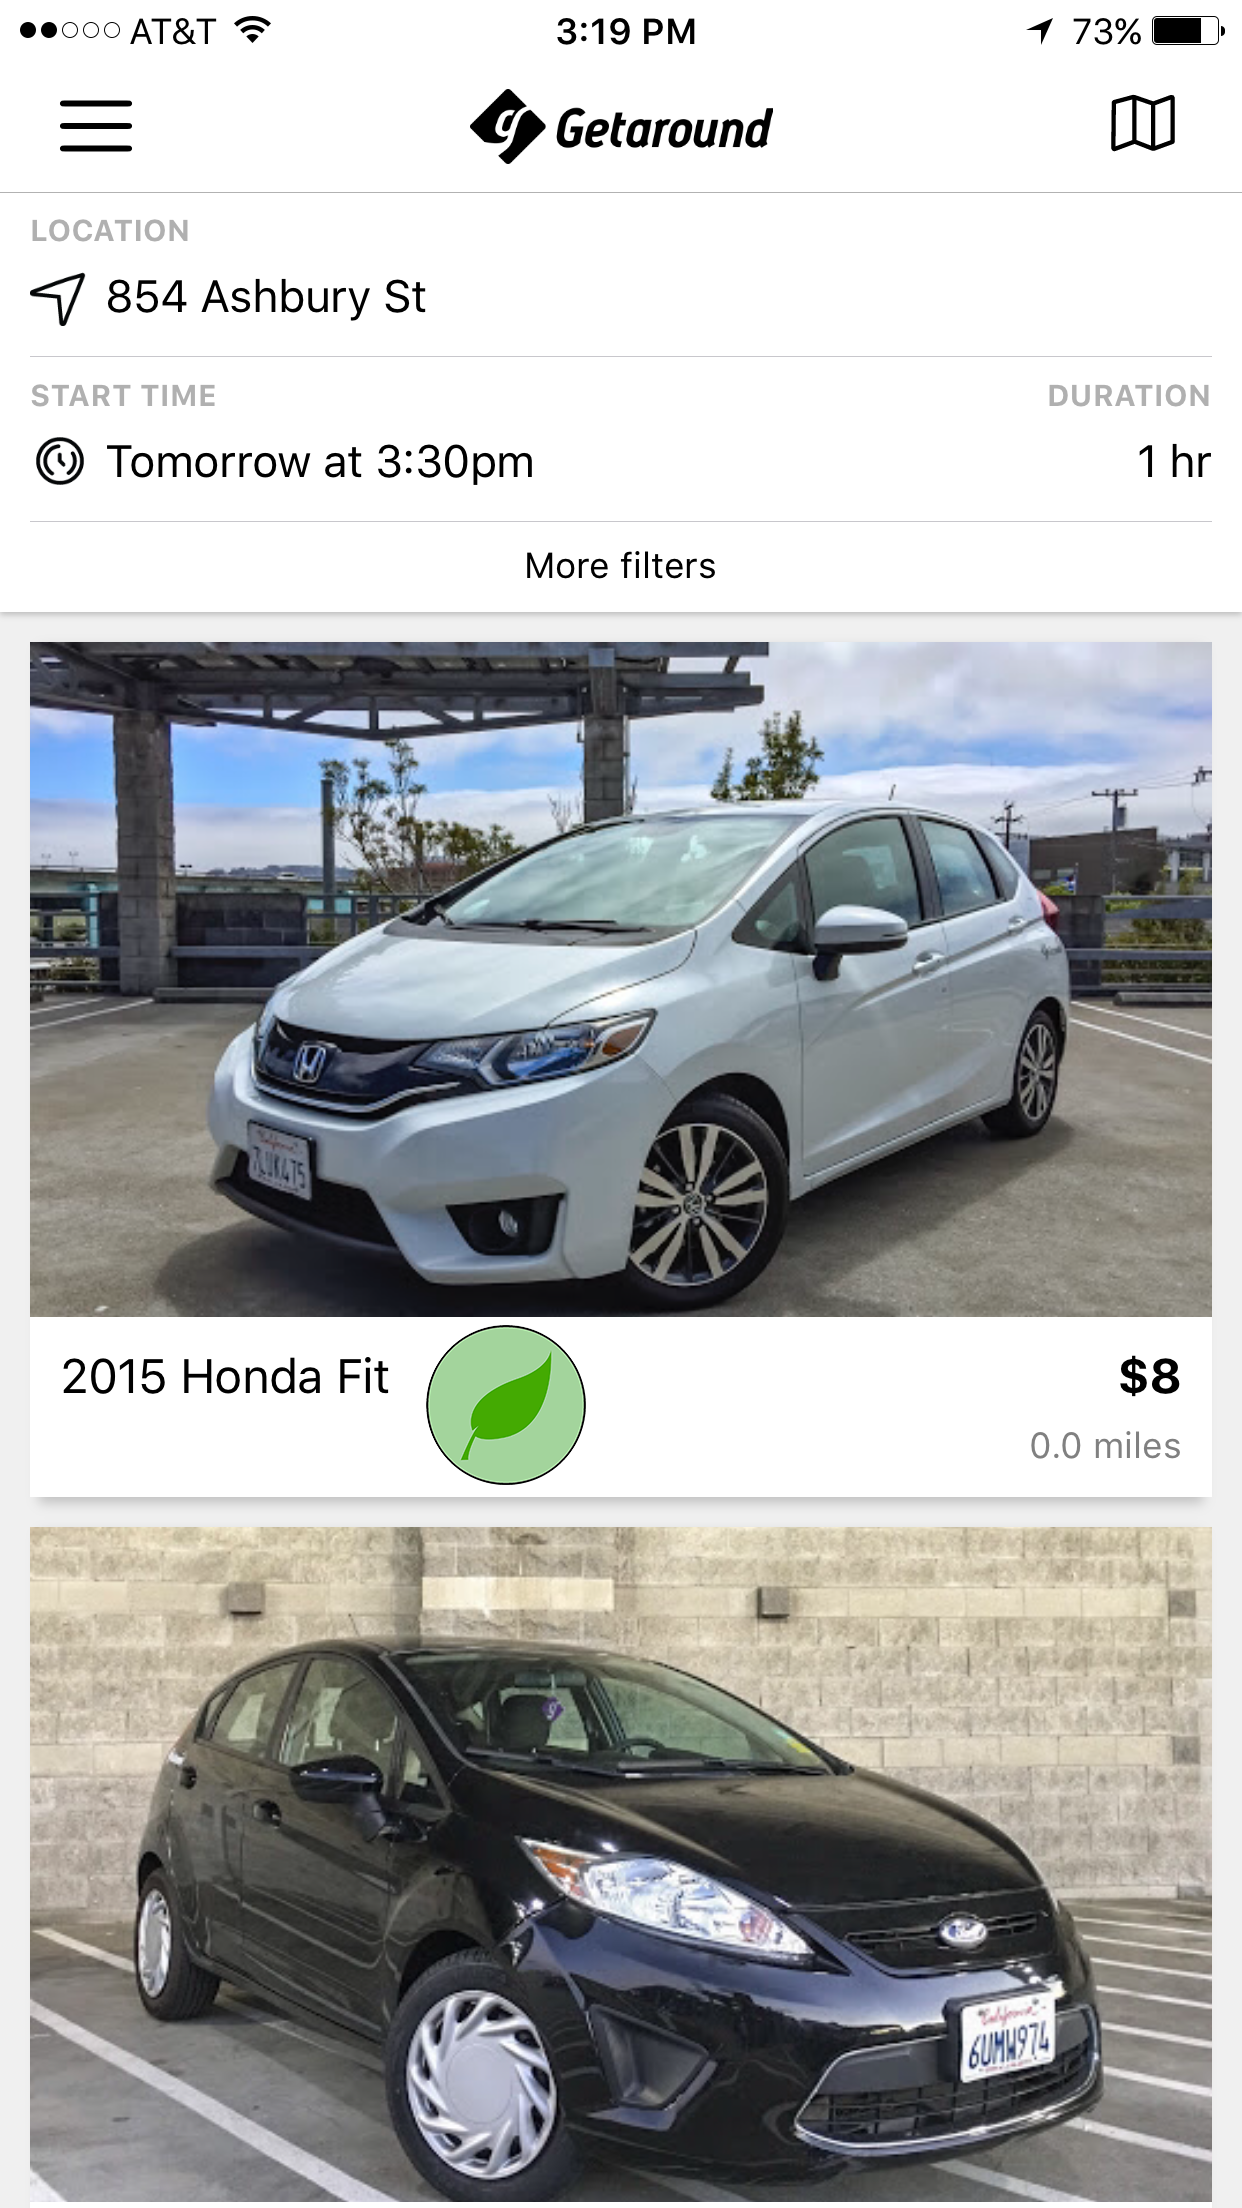 AT&T 3:19 PM 73%
Getaround
LOCATION
854 Ashbury St
START TIME DURATION
Tomorrow at 3:30pm 1 hr
More filters
California
7LUK475
2015 Honda Fit $8
0.0 miles
California
6UMW974